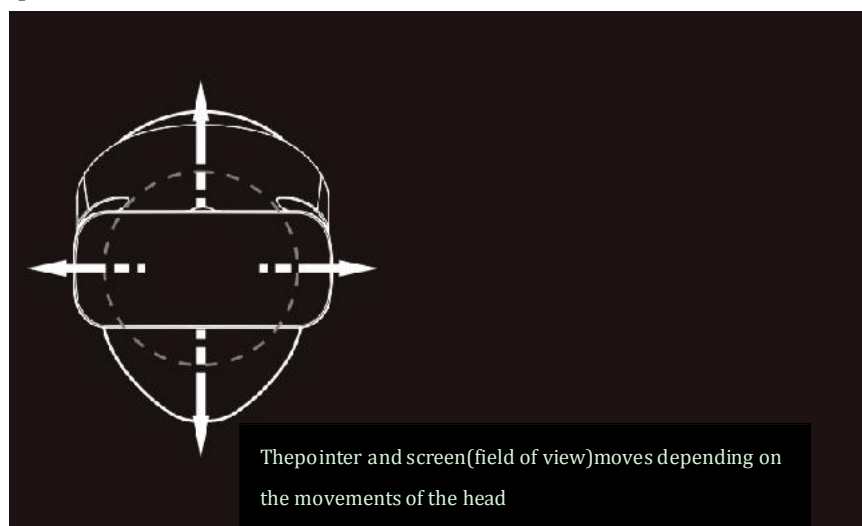 Thepointer and screen(field of view)moves depending on
the movements of the head